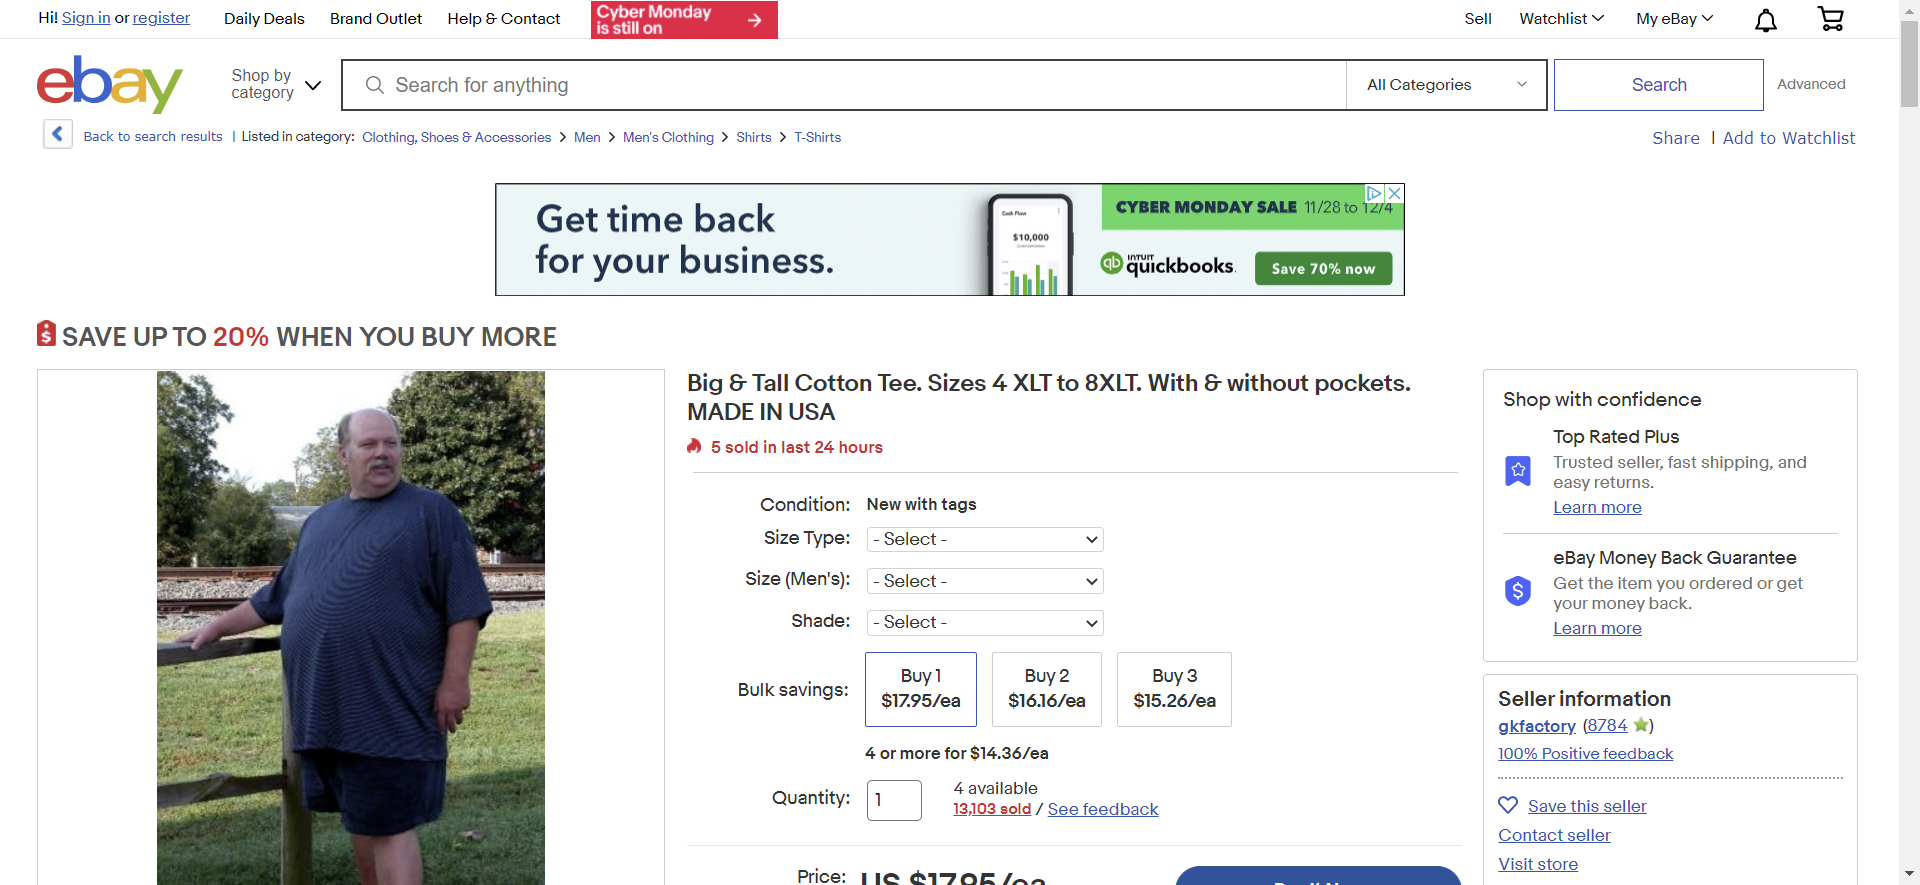 Hi! Sign in or register
Daily Deals
Brand Outlet
Help & Contact
Cyber Monday
is still on
Sell
Watchlist
My eBay
ebay
Shop by
category
Search for anything
All Categories
Search
Advanced
Back to search results | Listed in category: Clothing, Shoes & Accessories > Men > Men's Clothing > Shirts > T-Shirts
Share | Add to Watchlist
Get time back
for your business.
Cash Flow
$10,000
CYBER MONDAY SALE 11/28 to 12/4
qb INTUIT
quickbooks.
Save 70% now
SAVE UP TO 20% WHEN YOU BUY MORE
Big & Tall Cotton Tee. Sizes 4 XLT to 8XLT. With & without pockets.
MADE IN USA
5 sold in last 24 hours
Condition: New with tags
Size Type: - Select -
Size (Men's): - Select -
Shade: - Select -
Bulk savings:
Buy 1
$17.95/ea
Buy 2
$16.16/ea
Buy 3
$15.26/ea
4 or more for $14.36/ea
Quantity: 1
4 available
13,103 sold / See feedback
Price: US $17.95/ea
Shop with confidence
Top Rated Plus
Trusted seller, fast shipping, and
easy returns.
Learn more
eBay Money Back Guarantee
Get the item you ordered or get
your money back.
Learn more
Seller information
gkfactory (8784)
100% Positive feedback
Save this seller
Contact seller
Visit store